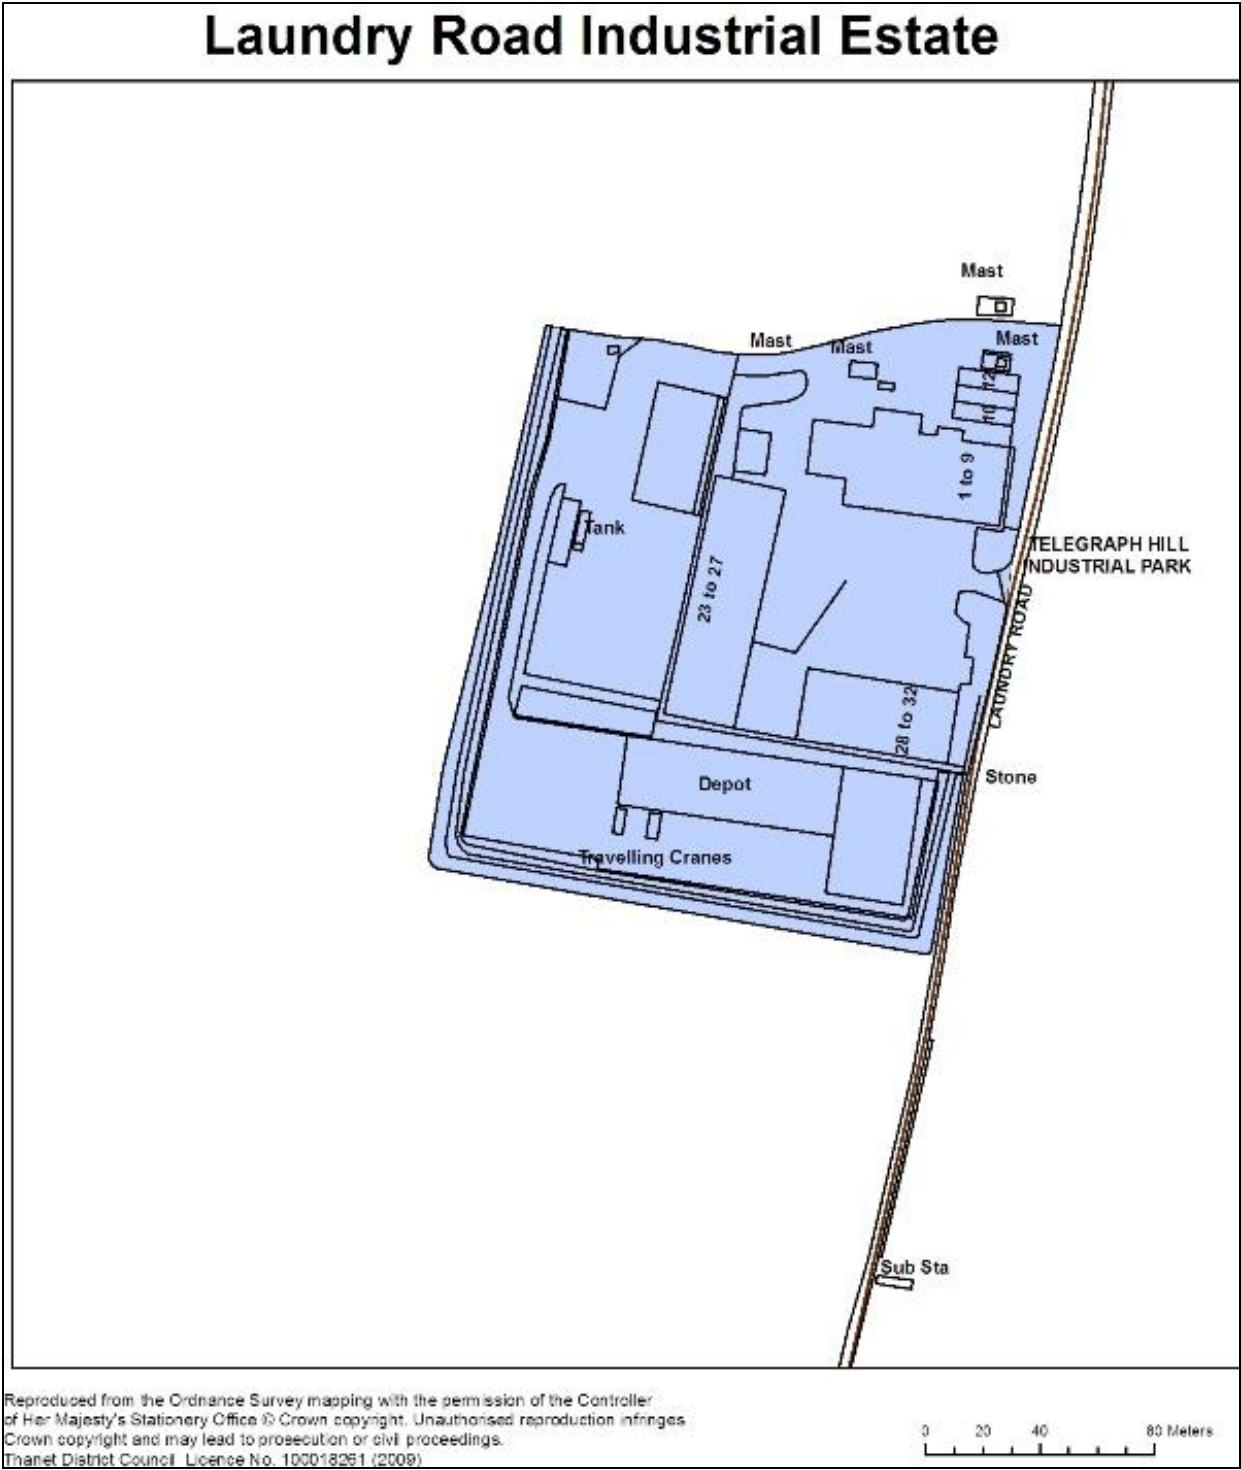 Laundry Road Industrial Estate
Mast
Mast
Mast
Mast
12
10
1 to 9
Tank
TELEGRAPH HILL
INDUSTRIAL PARK
23 to 27
LAUNDRY ROAD
28 to 32
Stone
Depot
Travelling Cranes
Sub Sta
Reproduced from the Ordnance Survey mapping with the permission of the Controller
of Her Majesty's Stationery Office © Crown copyright. Unauthorised reproduction infringes
Crown copyright and may lead to prosecution or civil proceedings.
Thanet District Council Licence No. 100018261 (2009)
0 20 40 80 Meters